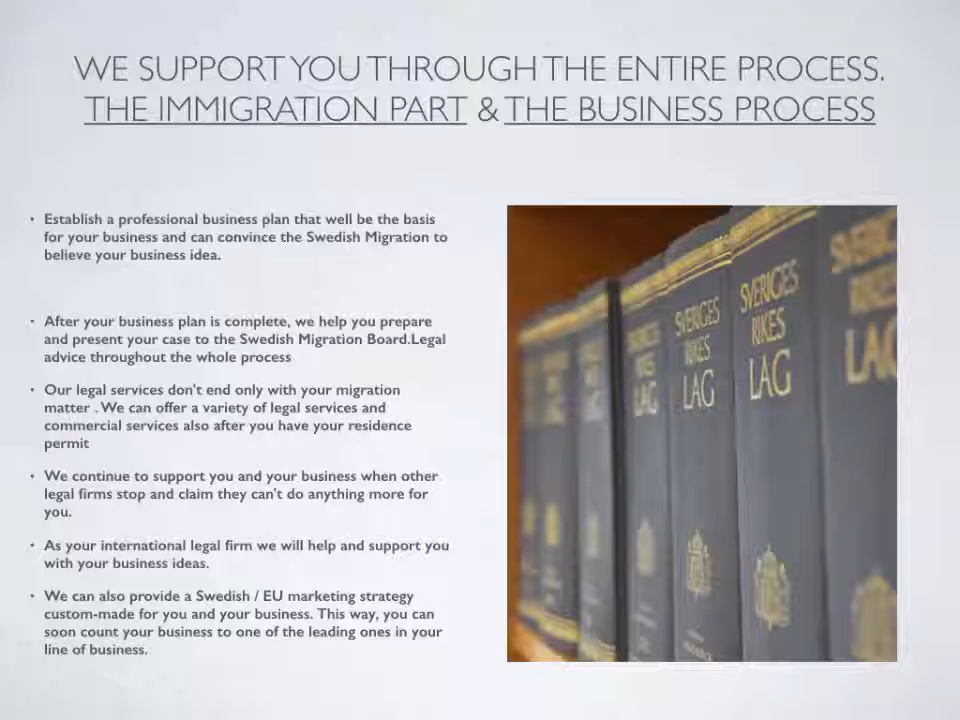 WE SUPPORT YOU THROUGH THE ENTIRE PROCESS.
THE IMMIGRATION PART & THE BUSINESS PROCESS
• Establish a professional business plan that well be the basis
for your business and can convince the Swedish Migration to
believe your business idea.
• After your business plan is complete, we help you prepare
and present your case to the Swedish Migration Board.Legal
advice throughout the whole process
• Our legal services don't end only with your migration
matter . We can offer a variety of legal services and
commercial services also after you have your residence
permit
• We continue to support you and your business when other
legal firms stop and claim they can't do anything more for
you.
• As your international legal firm we will help and support you
with your business ideas.
• We can also provide a Swedish / EU marketing strategy
custom-made for you and your business. This way, you can
soon count your business to one of the leading ones in your
line of business.
SVERIGES
RIKES
LAG
SVERIGES
RIKES
LAG
SVERIGES
RIKES
LAG